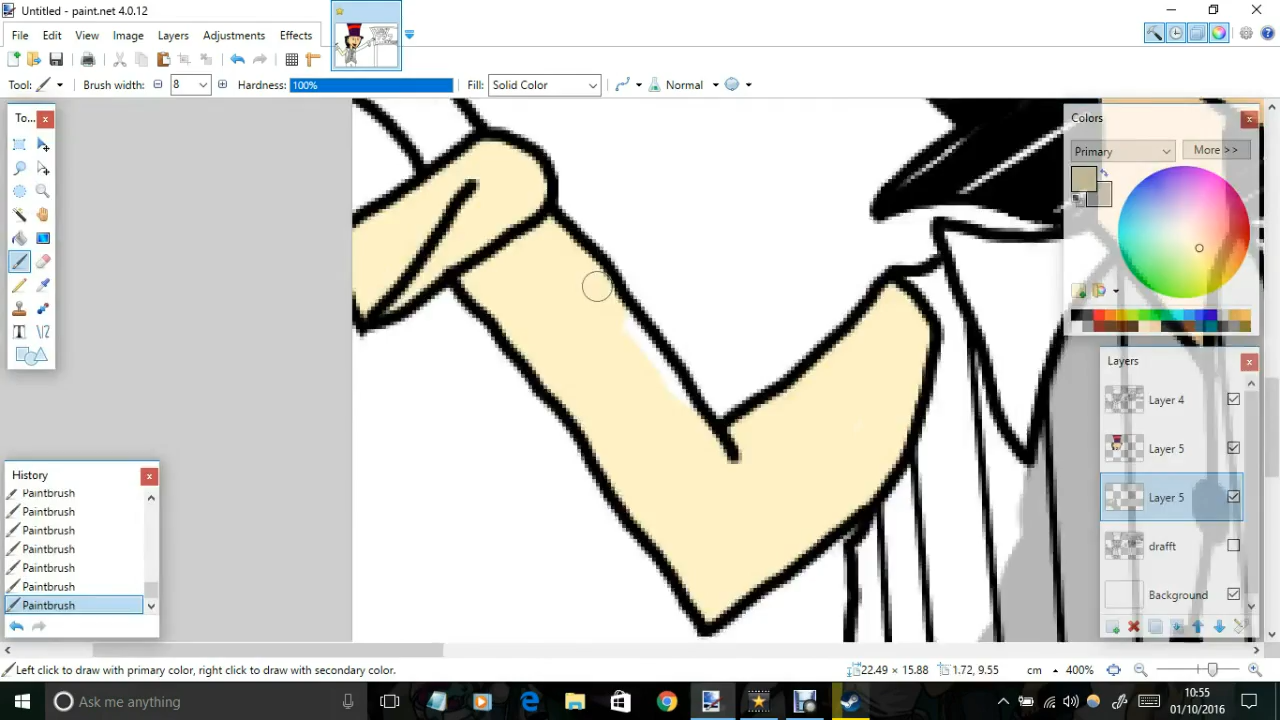 Untitled - paint.net 4.0.12
File Edit View Image Layers Adjustments Effects
Tool: Brush width: 8 Hardness: 100% Fill: Solid Color Normal
To...
Colors
Primary More >>
Layers
Layer 4
Layer 5
Layer 5
drafft
Background
History
Paintbrush
Paintbrush
Paintbrush
Paintbrush
Paintbrush
Paintbrush
Paintbrush
Left click to draw with primary color, right click to draw with secondary color. 22.49 × 15.88 1.72, 9.55 cm 400%
Ask me anything 10:55
01/10/2016